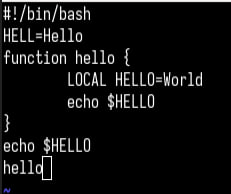 #!/bin/bash
HELL=Hello
function hello {
LOCAL HELLO=World
echo $HELLO
}
echo $HELLO
hello
~